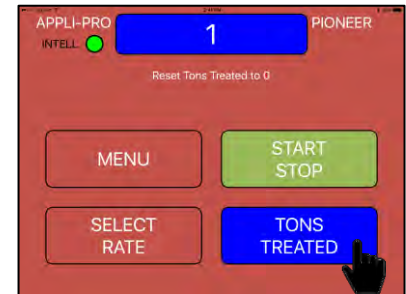 APPLI-PRO
1
PIONEER
INTELL.
Reset Tons Treated to 0
MENU
START
STOP
SELECT
RATE
TONS
TREATED